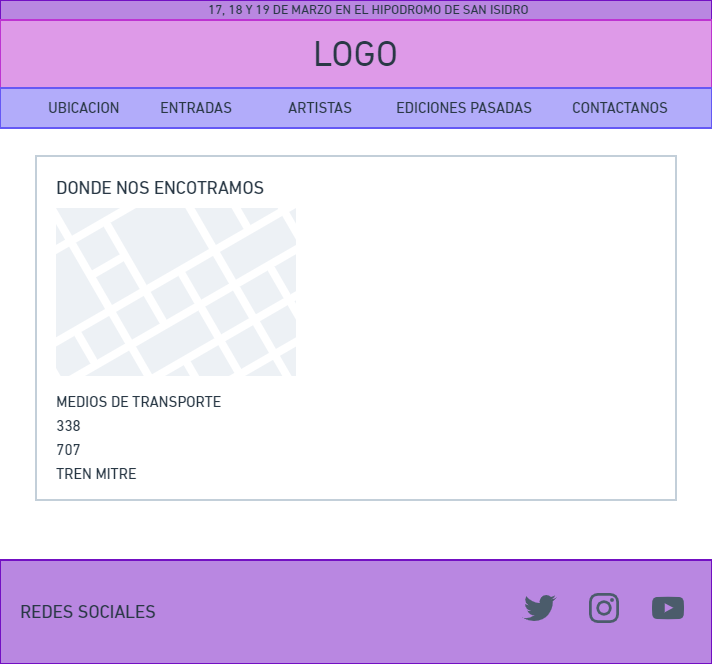 17, 18 Y 19 DE MARZO EN EL HIPODROMO DE SAN ISIDRO
LOGO
UBICACION ENTRADAS ARTISTAS EDICIONES PASADAS CONTACTANOS
DONDE NOS ENCOTRAMOS
MEDIOS DE TRANSPORTE
338
707
TREN MITRE
REDES SOCIALES